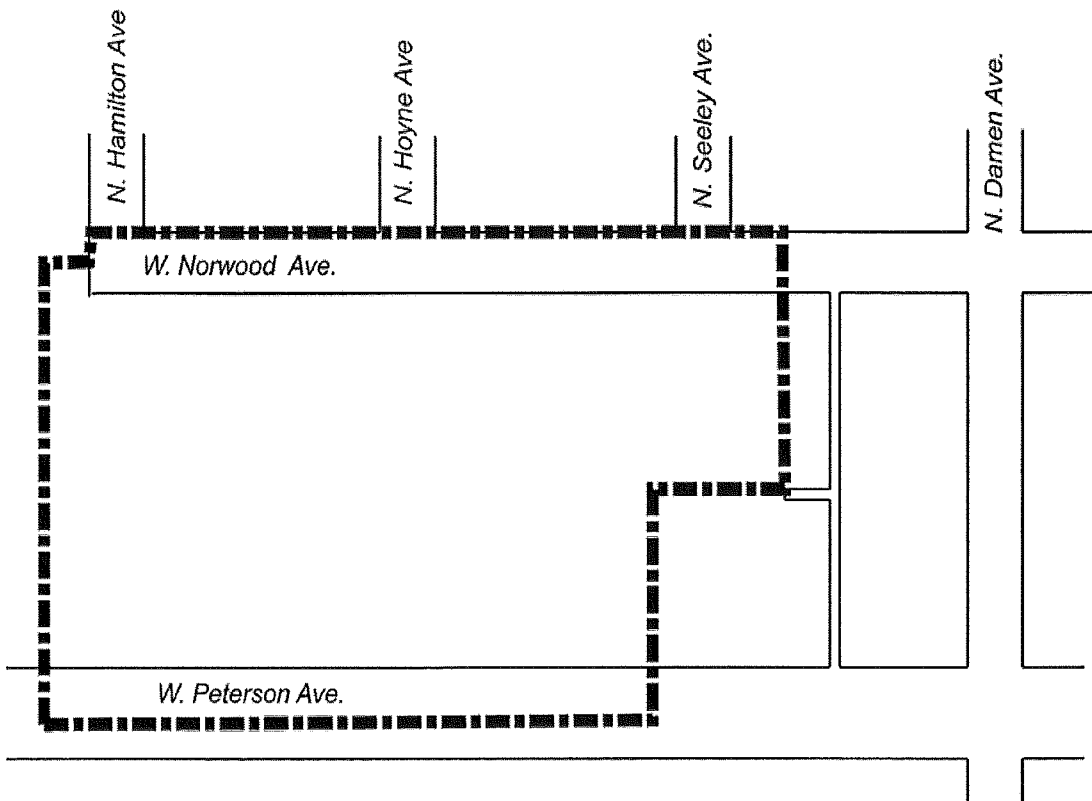 N. Hamilton Ave
N. Hoyne Ave
N. Seeley Ave.
N. Damen Ave.
W. Norwood Ave.
W. Peterson Ave.